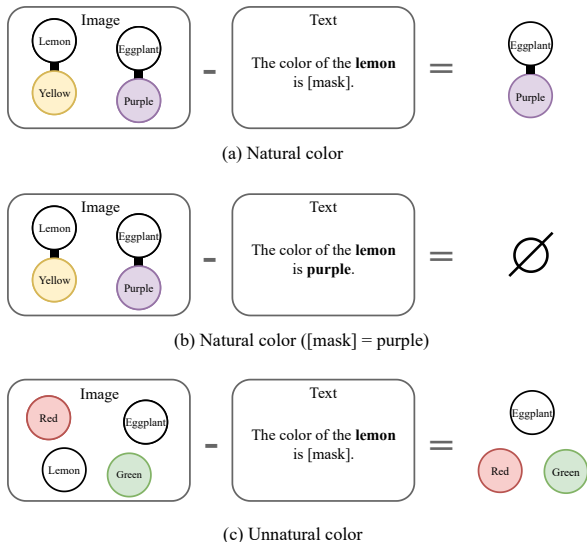 Image
Lemon
Eggplant
Yellow
Purple
Text
The color of the lemon
is [mask].
=
Eggplant
Purple
(a) Natural color
Image
Lemon
Eggplant
Yellow
Purple
Text
The color of the lemon
is purple.
=
∅
(b) Natural color ([mask] = purple)
Image
Red
Eggplant
Lemon
Green
Text
The color of the lemon
is [mask].
=
Eggplant
Red
Green
(c) Unnatural color